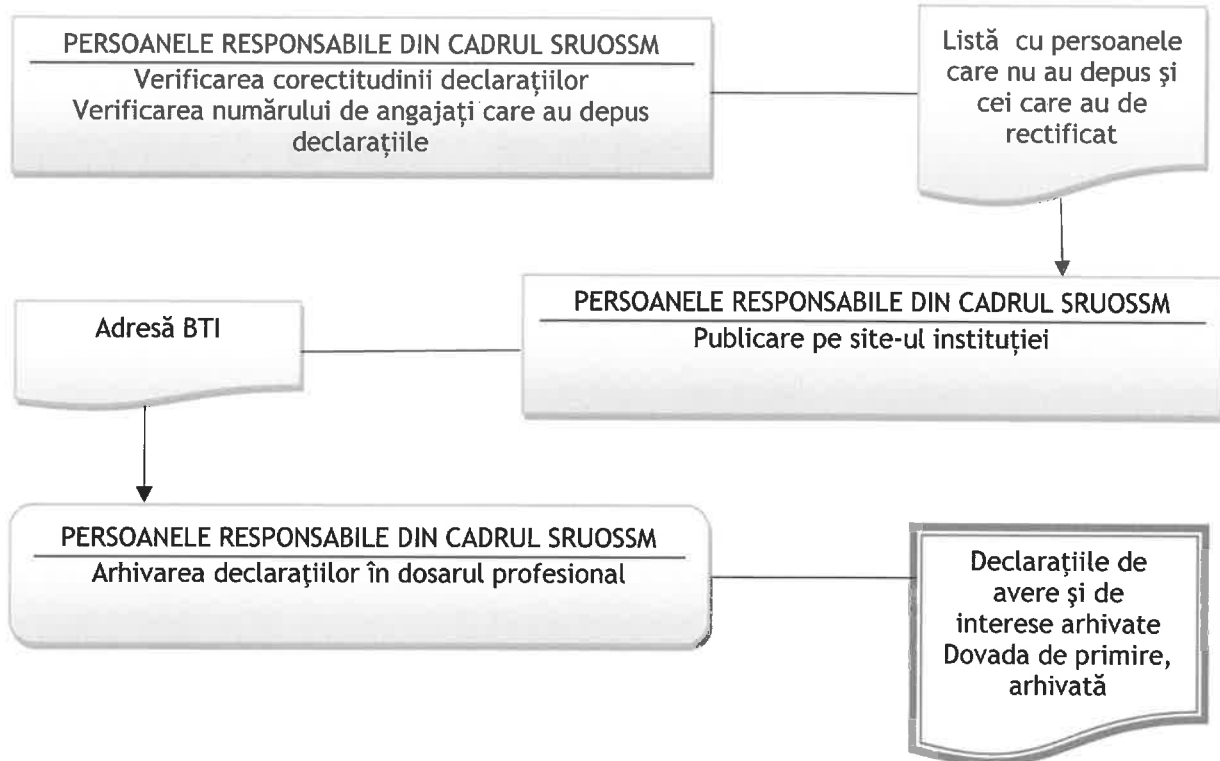 PERSOANELE RESPONSABILE DIN CADRUL SRUOSSM
Verificarea corectitudinii declarațiilor
Verificarea numărului de angajați care au depus
declarațiile
Listă cu persoanele
care nu au depus și
cei care au de
rectificat
PERSOANELE RESPONSABILE DIN CADRUL SRUOSSM
Publicare pe site-ul instituției
Adresă BTI
PERSOANELE RESPONSABILE DIN CADRUL SRUOSSM
Arhivarea declarațiilor în dosarul profesional
Declarațiile de
avere și de
interese arhivate
Dovada de primire,
arhivată